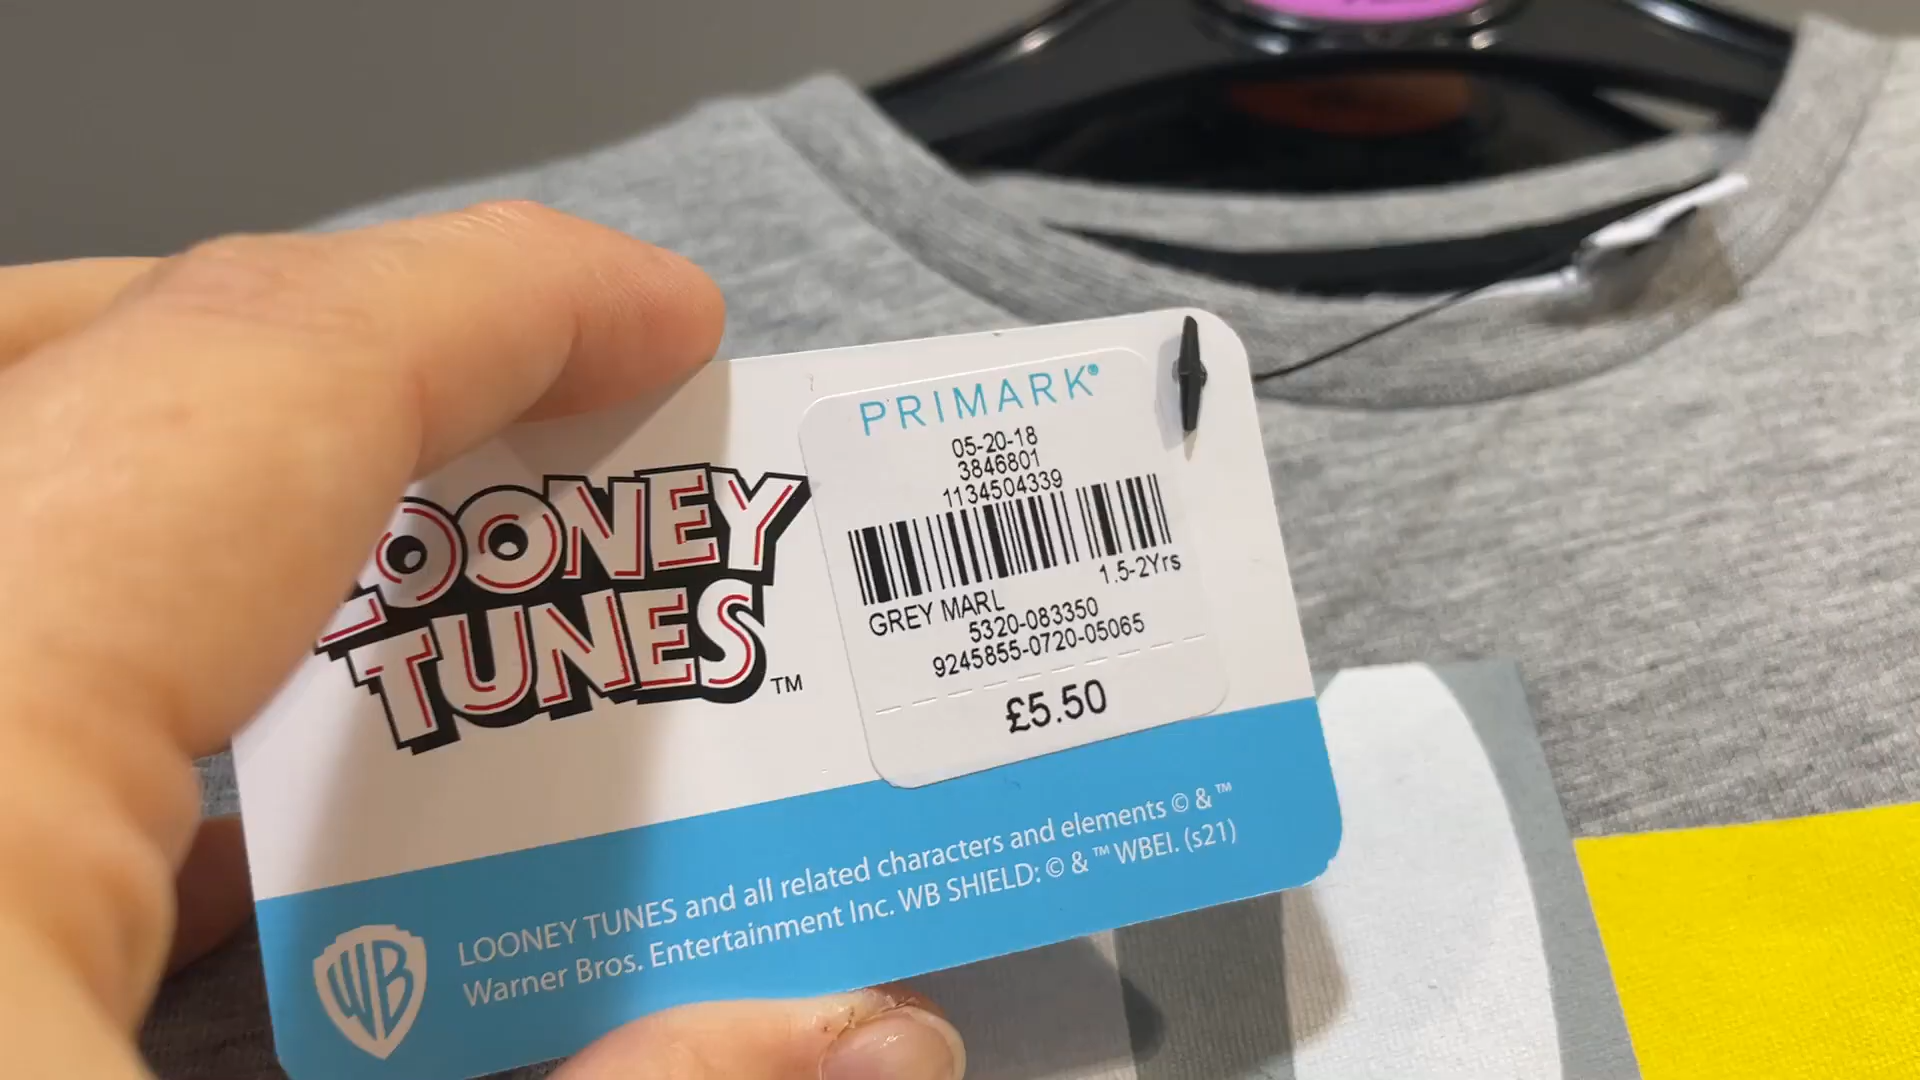 LOONEY
TUNES
TM
PRIMARK®
05-20-18
3846801
1134504339
1.5-2Yrs
GREY MARL
5320-083350
9245855-0720-05065
£5.50
WB
LOONEY TUNES and all related characters and elements © & ™
Warner Bros. Entertainment Inc. WB SHIELD: © & ™ WBEI. (s21)